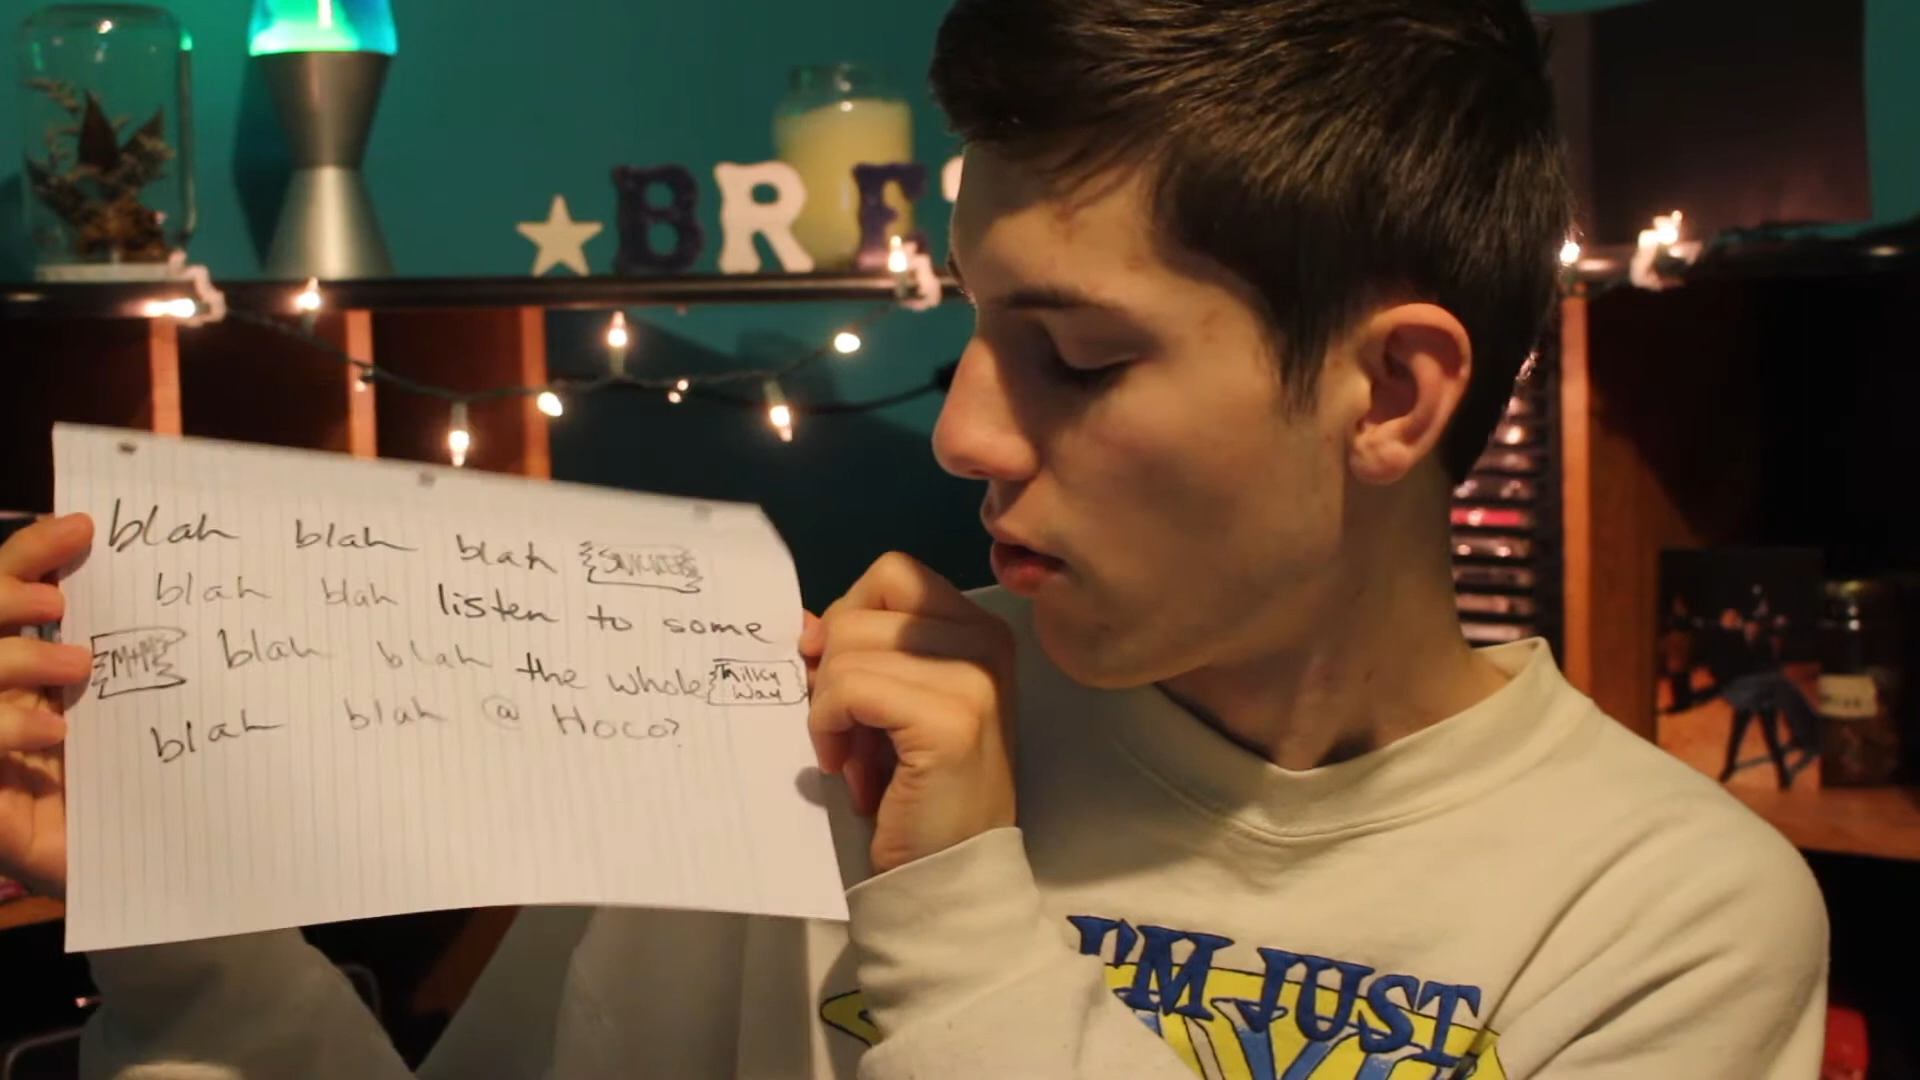 BRE
blah blah blah SNICKERS
blah blah listen to some
M+M's blah blah the whole Milky Way
blah blah @ Hoco?
I'M JUST